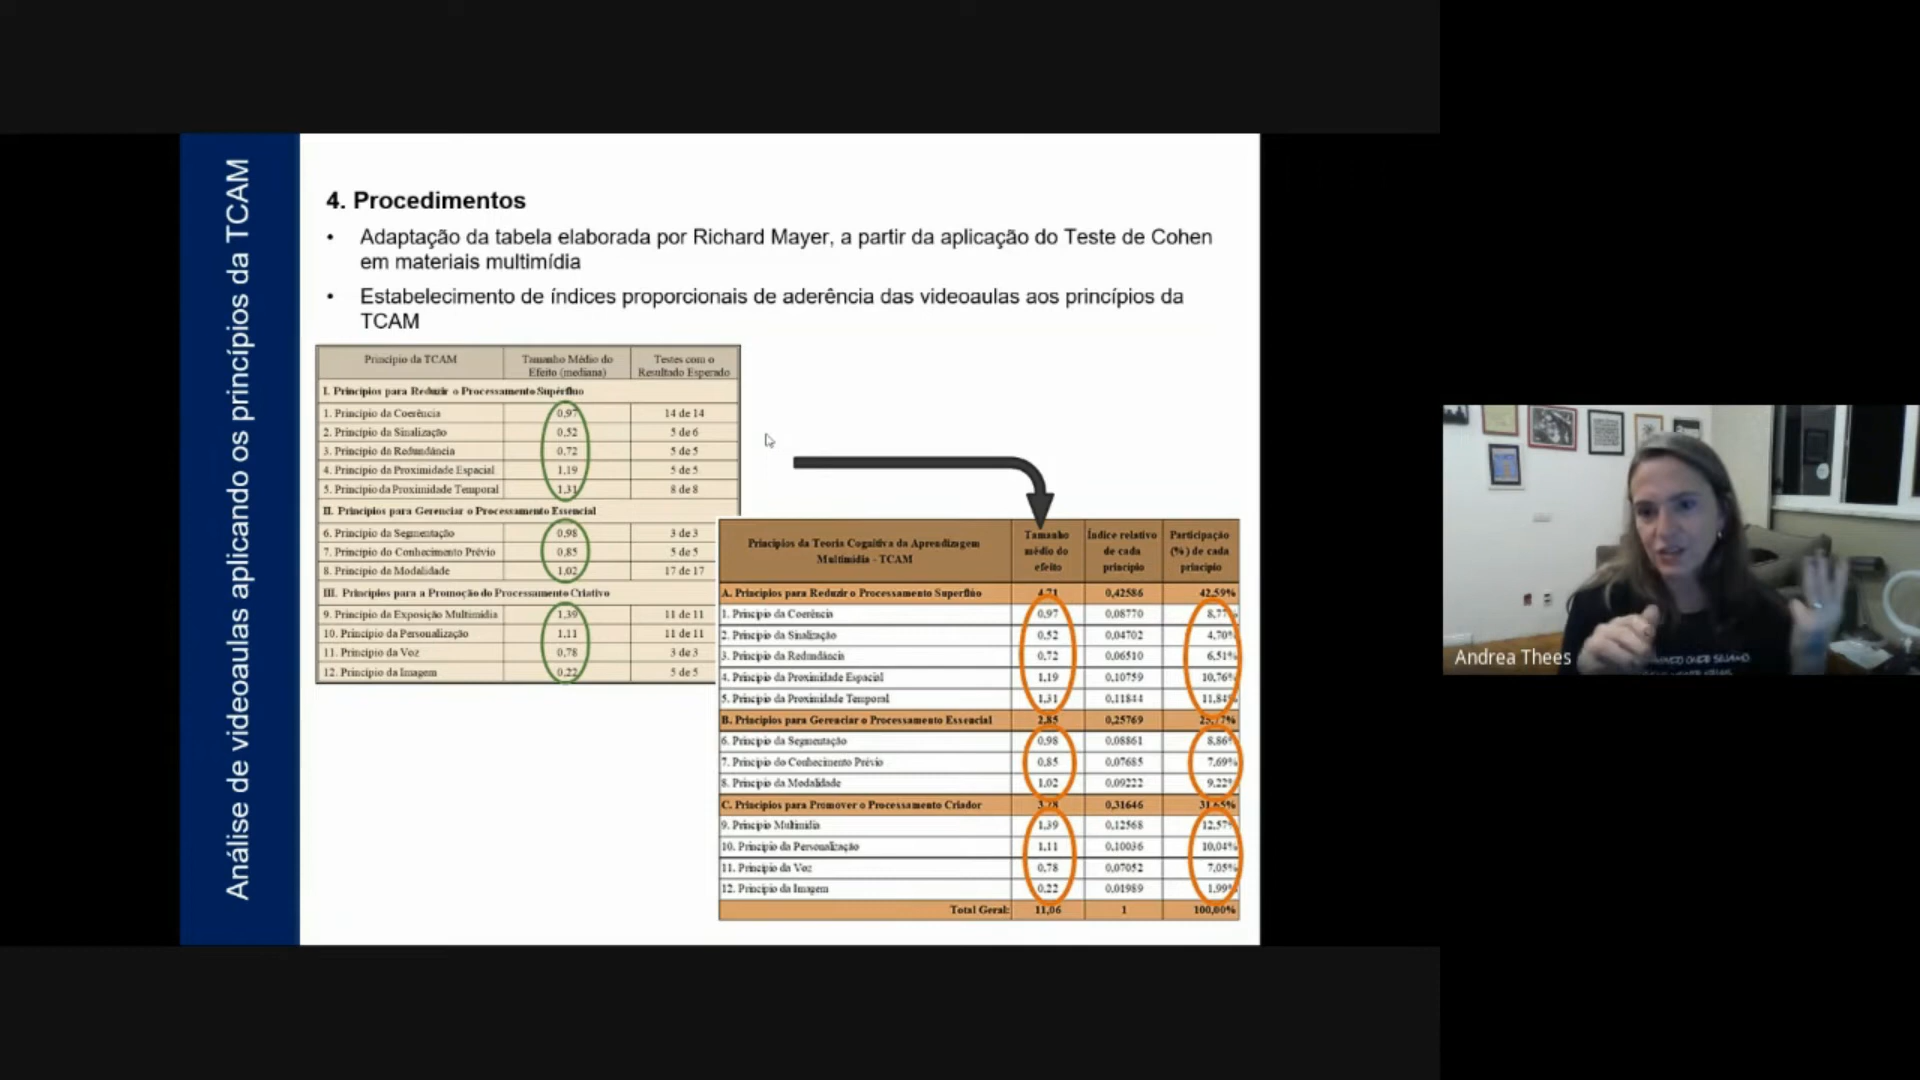 Análise de videoaulas aplicando os princípios da TCAM
4. Procedimentos
• Adaptação da tabela elaborada por Richard Mayer, a partir da aplicação do Teste de Cohen
em materiais multimídia
• Estabelecimento de índices proporcionais de aderência das videoaulas aos princípios da
TCAM
Princípio da TCAM Tamanho Médio do Testes com o
Efeito (mediana) Resultado Esperado
I. Princípios para Reduzir o Processamento Supérfluo
1. Princípio da Coerência 0,97 14 de 14
2. Princípio da Sinalização 0,52 5 de 6
3. Princípio da Redundância 0,72 5 de 5
4. Princípio da Proximidade Espacial 1,19 5 de 5
5. Princípio da Proximidade Temporal 1,31 8 de 8
II. Princípios para Gerenciar o Processamento Essencial
6. Princípio da Segmentação 0,98 3 de 3
7. Princípio do Conhecimento Prévio 0,85 5 de 5
8. Princípio da Modalidade 1,02 17 de 17
III. Princípios para a Promoção do Processamento Criativo
9. Princípio da Exposição Multimídia 1,39 11 de 11
10. Princípio da Personalização 1,11 11 de 11
11. Princípio da Voz 0,78 3 de 3
12. Princípio da Imagem 0,22 5 de 5
Princípios da Teoria Cognitiva da Aprendizagem
Multimídia - TCAM
Tamanho
médio do
efeito
Índice relativo
de cada
princípio
Participação
(%) de cada
princípio
A. Princípios para Reduzir o Processamento Supérfluo 4,71 0,42586 42,59%
1. Princípio da Coerência 0,97 0,08770 8,77%
2. Princípio da Sinalização 0,52 0,04702 4,70%
3. Princípio da Redundância 0,72 0,06510 6,51%
4. Princípio da Proximidade Espacial 1,19 0,10759 10,76%
5. Princípio da Proximidade Temporal 1,31 0,11844 11,84%
B. Princípios para Gerenciar o Processamento Essencial 2,85 0,25769 25,77%
6. Princípio da Segmentação 0,98 0,08861 8,86%
7. Princípio do Conhecimento Prévio 0,85 0,07685 7,69%
8. Princípio da Modalidade 1,02 0,09222 9,22%
C. Princípios para Promover o Processamento Criador 0,31646 31,65%
9. Princípio Multimídia 1,39 0,12568 12,57%
10. Princípio da Personalização 1,11 0,10036 10,04%
11. Princípio da Voz 0,78 0,07052 7,05%
12. Princípio da Imagem 0,22 0,01989 1,99%
Total Geral: 11,06 1 100,00%
Andrea Thees